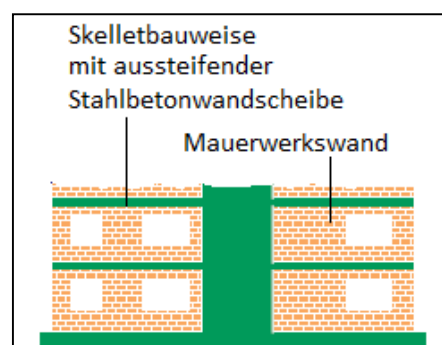 Skelletbauweise
mit aussteifender
Stahlbetonwandscheibe
Mauerwerkswand